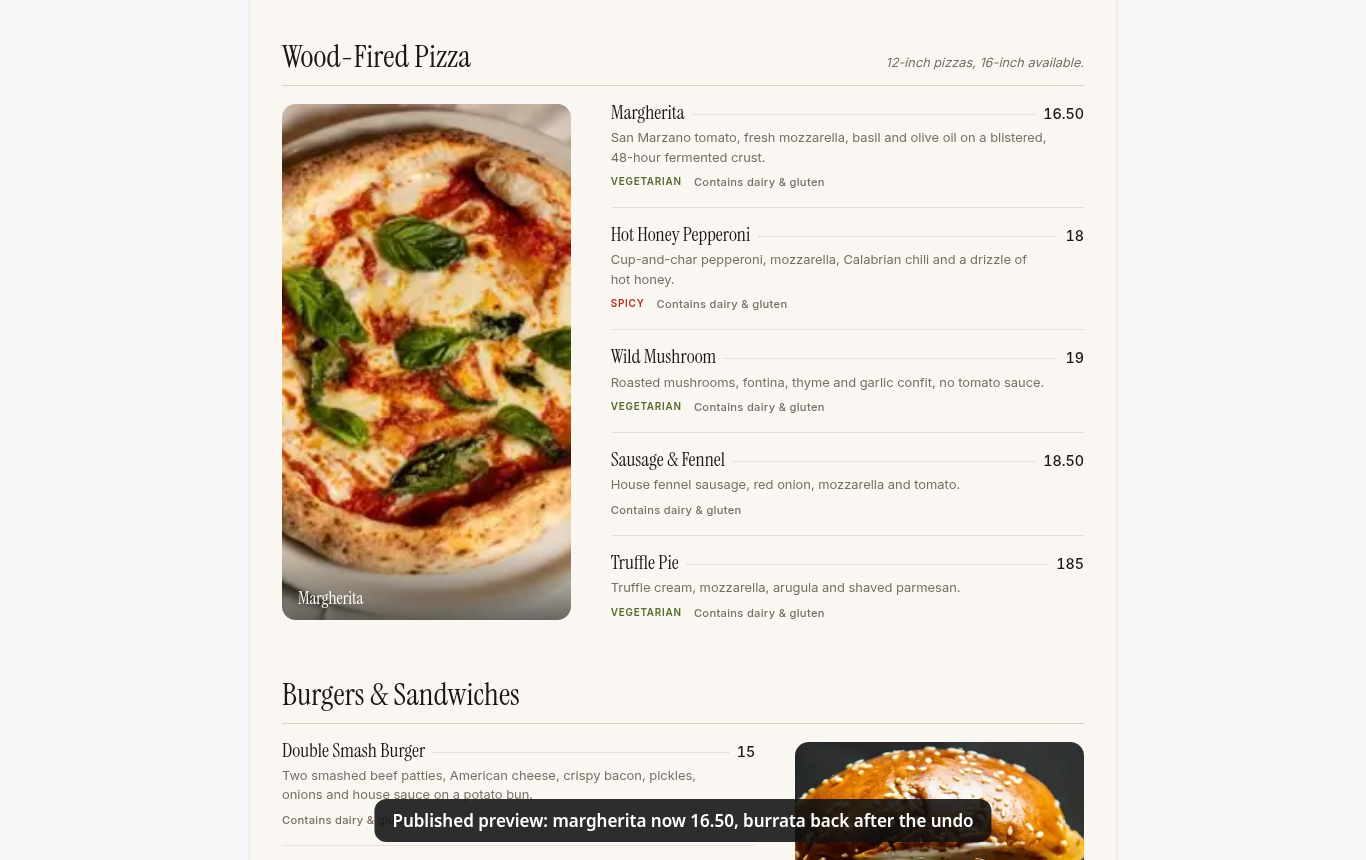 Wood-Fired Pizza
12-inch pizzas, 16-inch available.
Margherita
Margherita 16.50
San Marzano tomato, fresh mozzarella, basil and olive oil on a blistered,
48-hour fermented crust.
VEGETARIAN Contains dairy & gluten
Hot Honey Pepperoni 18
Cup-and-char pepperoni, mozzarella, Calabrian chili and a drizzle of
hot honey.
SPICY Contains dairy & gluten
Wild Mushroom 19
Roasted mushrooms, fontina, thyme and garlic confit, no tomato sauce.
VEGETARIAN Contains dairy & gluten
Sausage & Fennel 18.50
House fennel sausage, red onion, mozzarella and tomato.
Contains dairy & gluten
Truffle Pie 185
Truffle cream, mozzarella, arugula and shaved parmesan.
VEGETARIAN Contains dairy & gluten
Burgers & Sandwiches
Double Smash Burger 15
Two smashed beef patties, American cheese, crispy bacon, pickles,
onions and house sauce on a potato bun.
Contains dairy &
Published preview: margherita now 16.50, burrata back after the undo